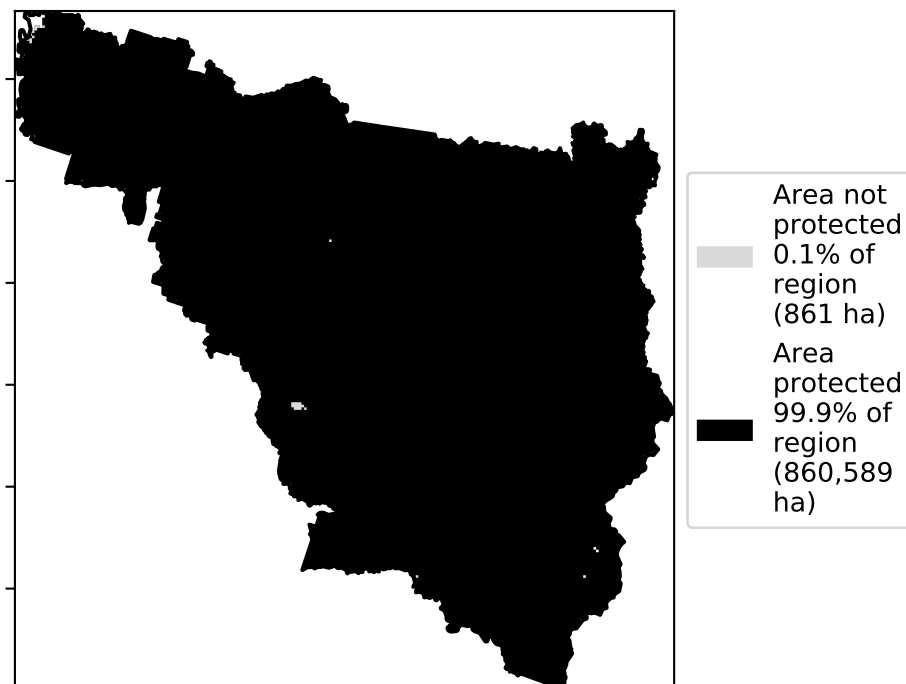 Area not
protected
0.1% of
region
(861 ha)
Area
protected
99.9% of
region
(860,589
ha)